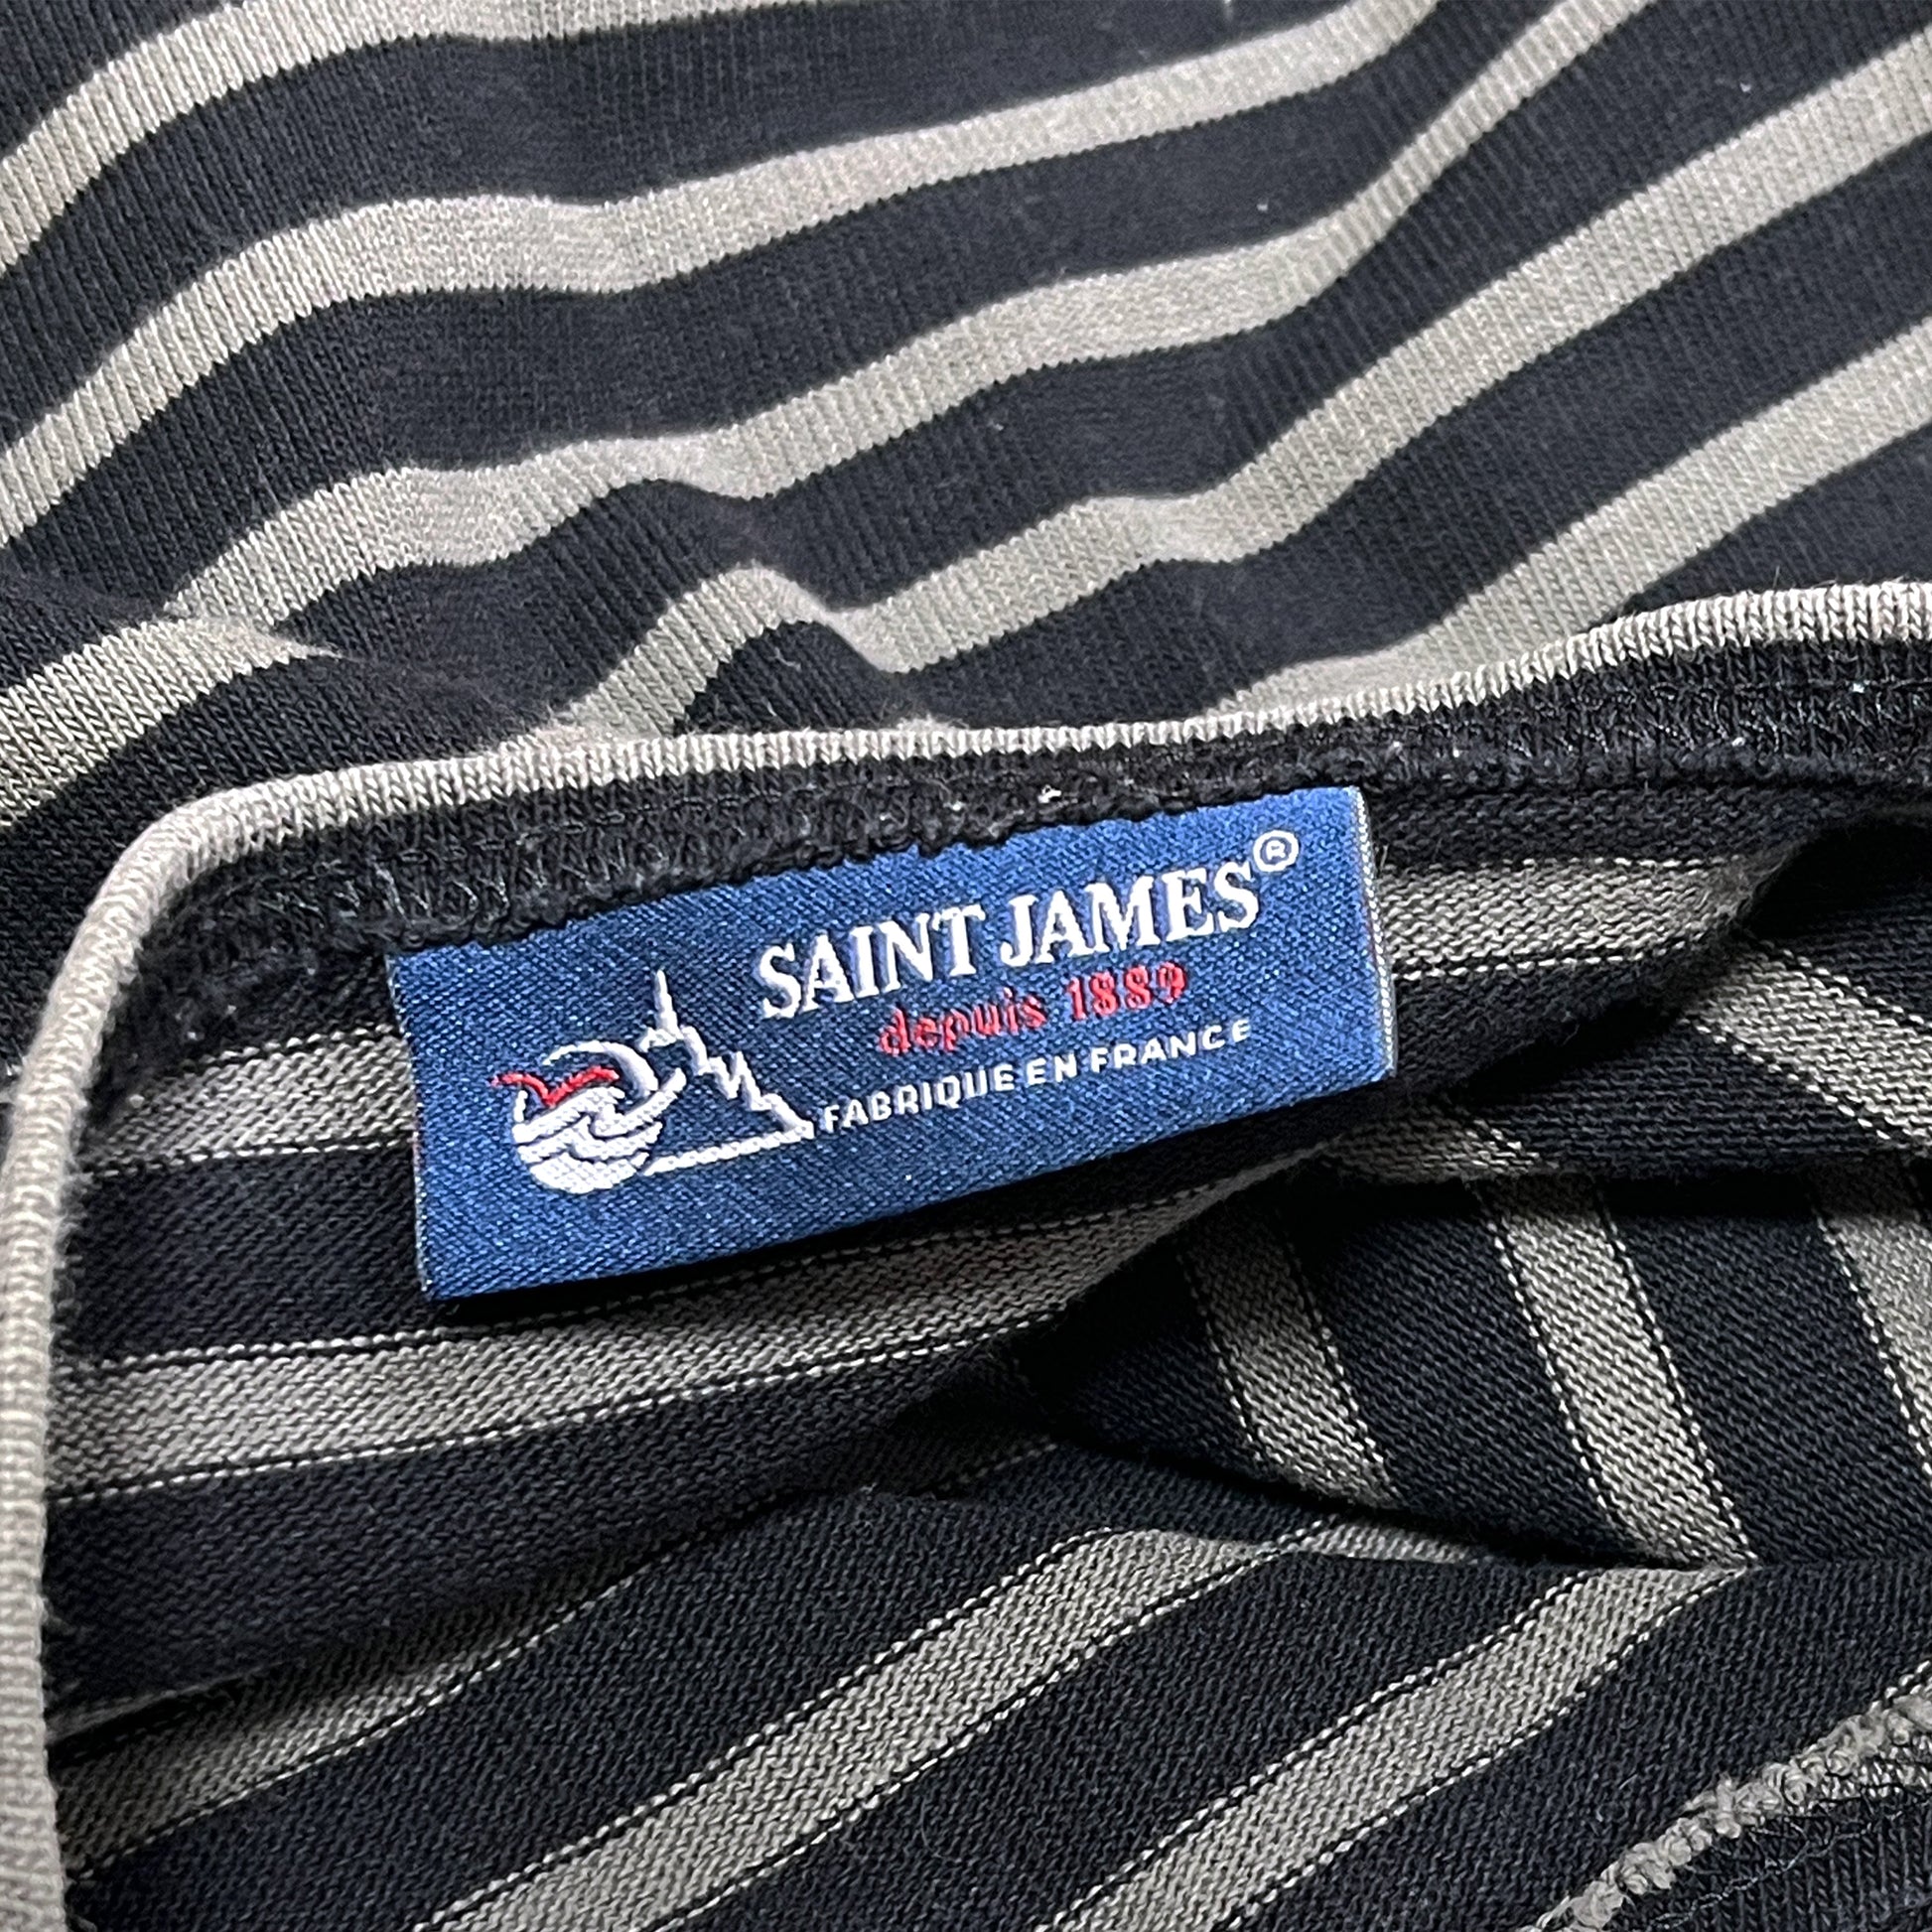 SAINT JAMES®
depuis 1889
FABRIQUE EN FRANCE